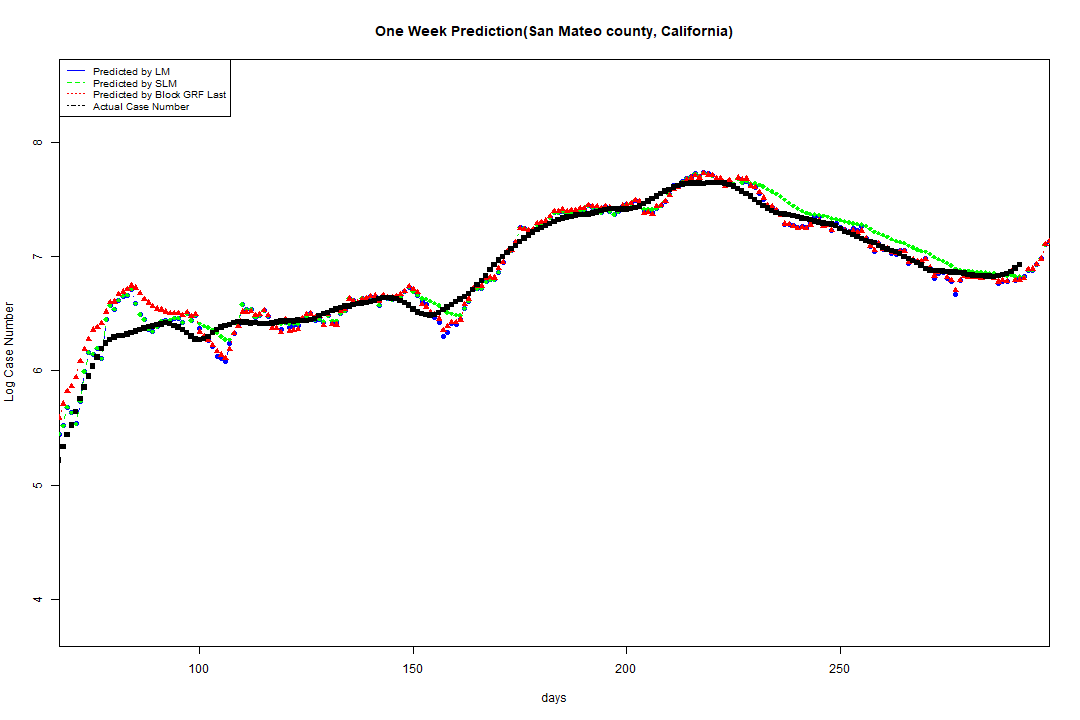 One Week Prediction(San Mateo county, California)
Predicted by LM
Predicted by SLM
Predicted by Block GRF Last
Actual Case Number
8
7
6
5
4
Log Case Number
100 150 200 250
days